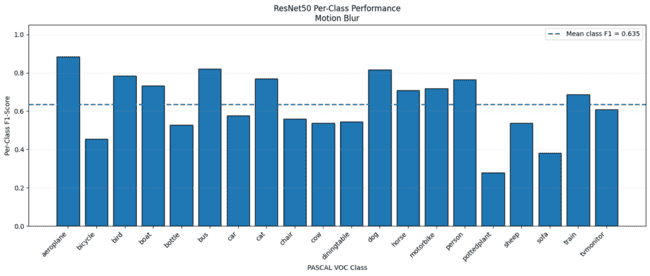 ResNet50 Per-Class Performance
Motion Blur
Mean class F1 = 0.635
Per-Class F1-Score
1.0
0.8
0.6
0.4
0.2
0.0
aeroplane
bicycle
bird
boat
bottle
bus
car
cat
chair
cow
diningtable
dog
horse
motorbike
person
pottedplant
sheep
sofa
train
tvmonitor
PASCAL VOC Class